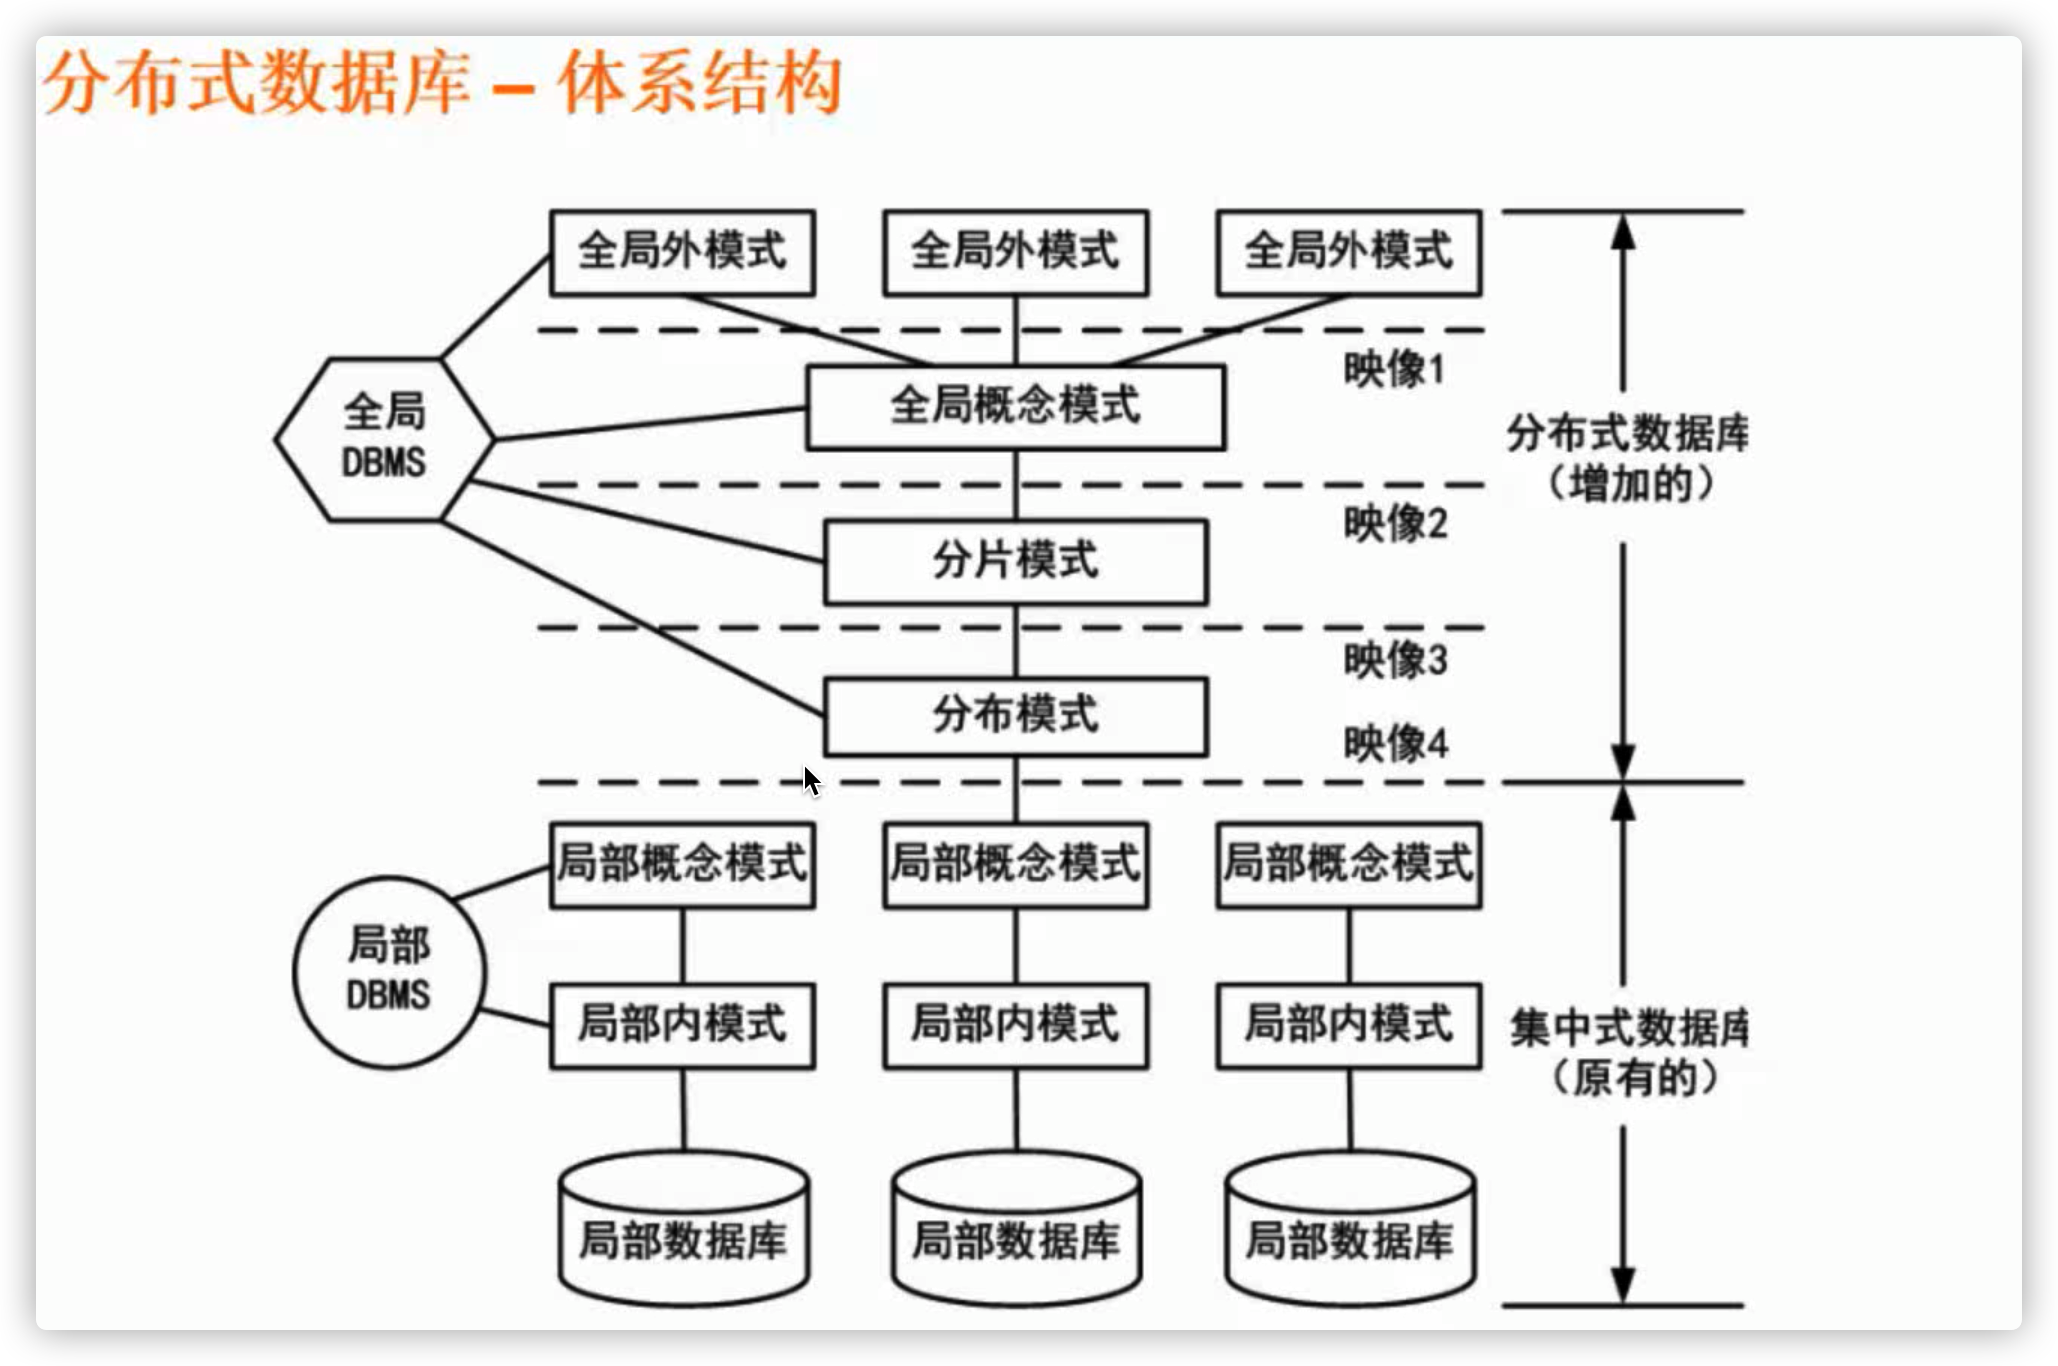 分布式数据库 – 体系结构
全局外模式
全局外模式
全局外模式
映像1
全局
DBMS
全局概念模式
分布式数据库
（增加的）
映像2
分片模式
映像3
分布模式
映像4
局部概念模式
局部概念模式
局部概念模式
局部
DBMS
局部内模式
局部内模式
局部内模式
集中式数据库
（原有的）
局部数据库
局部数据库
局部数据库